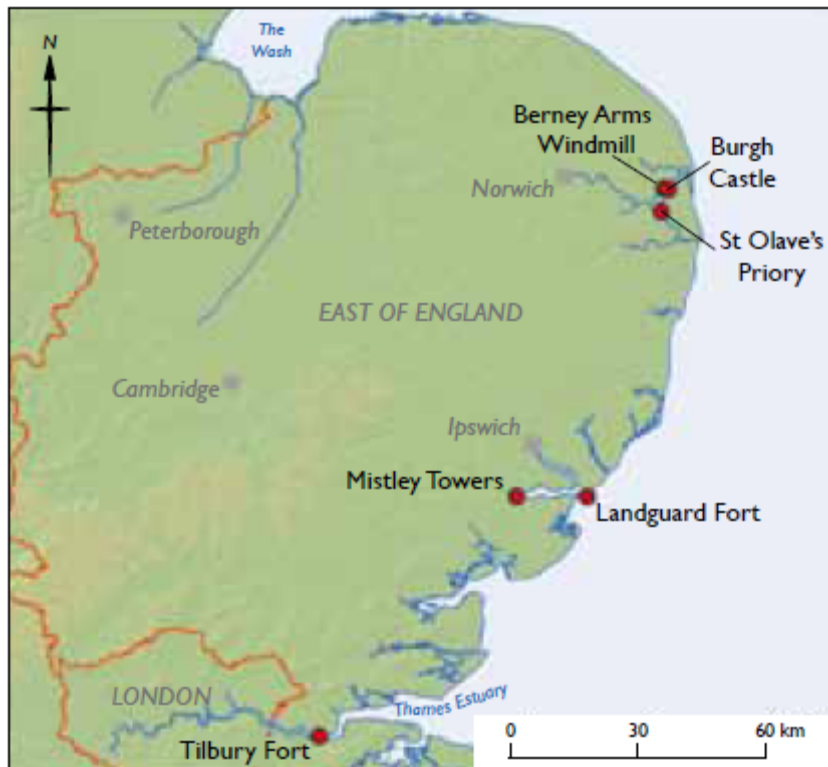 The
Wash
N
Berney Arms
Windmill
Burgh
Castle
Norwich
Peterborough
St Olave's
Priory
EAST OF ENGLAND
Cambridge
Ipswich
Mistley Towers
Landguard Fort
LONDON
Thames Estuary
Tilbury Fort
0 30 60 km